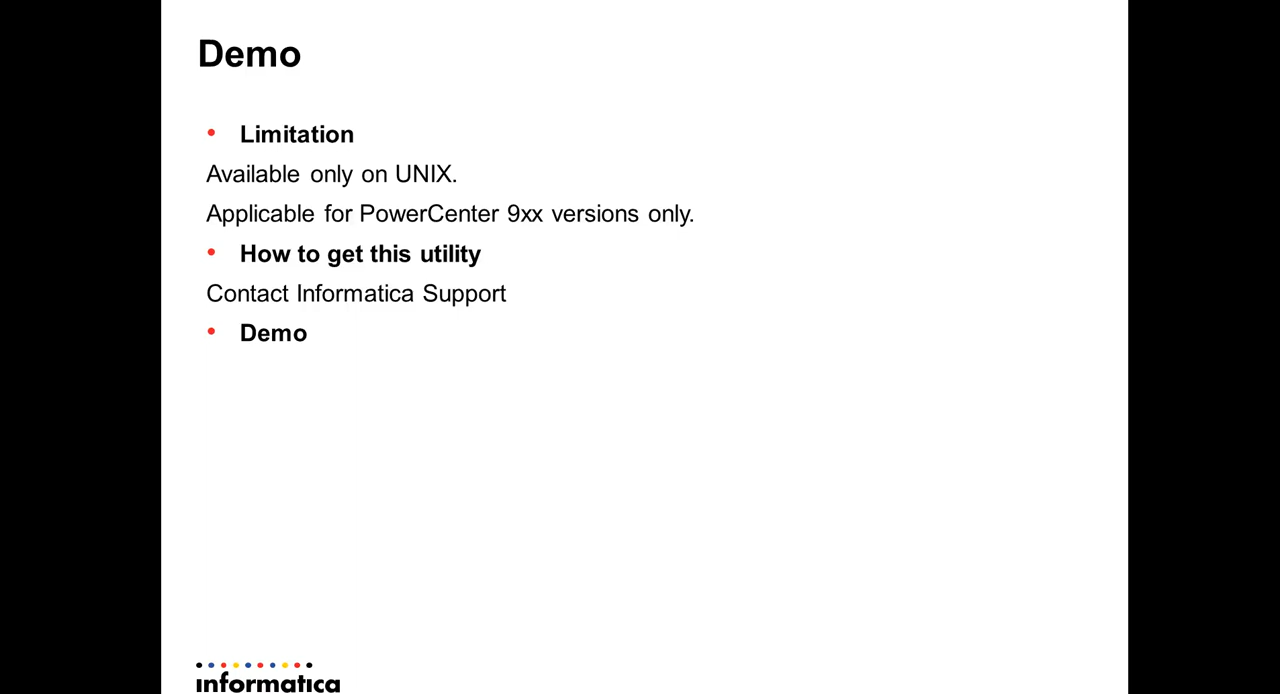 Demo
• Limitation
Available only on UNIX.
Applicable for PowerCenter 9xx versions only.
• How to get this utility
Contact Informatica Support
• Demo
informatica